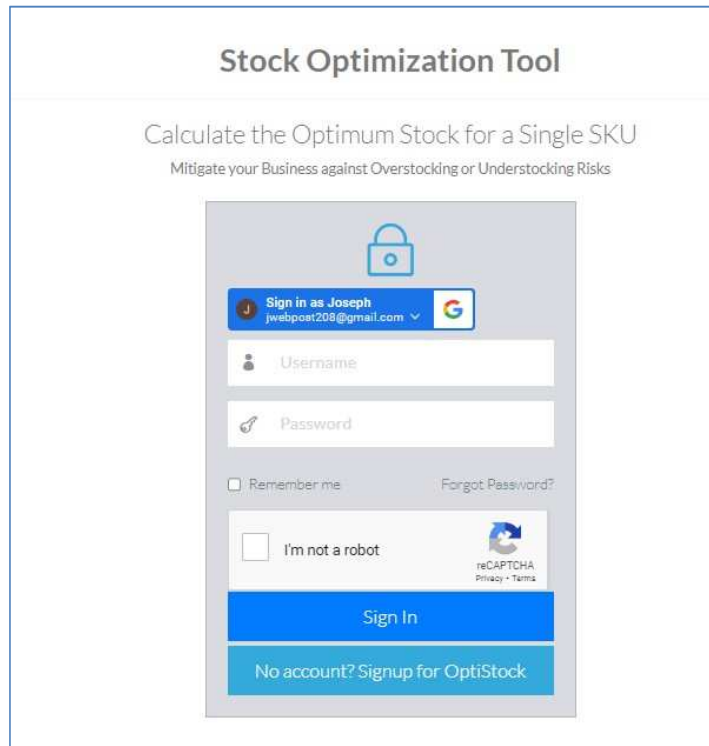 Stock Optimization Tool
Calculate the Optimum Stock for a Single SKU
Mitigate your Business against Overstocking or Understocking Risks
J
Sign in as Joseph
jwebpost208@gmail.com
G
Username
Password
Remember me
Forgot Password?
I'm not a robot
reCAPTCHA
Privacy • Terms
Sign In
No account? Signup for OptiStock